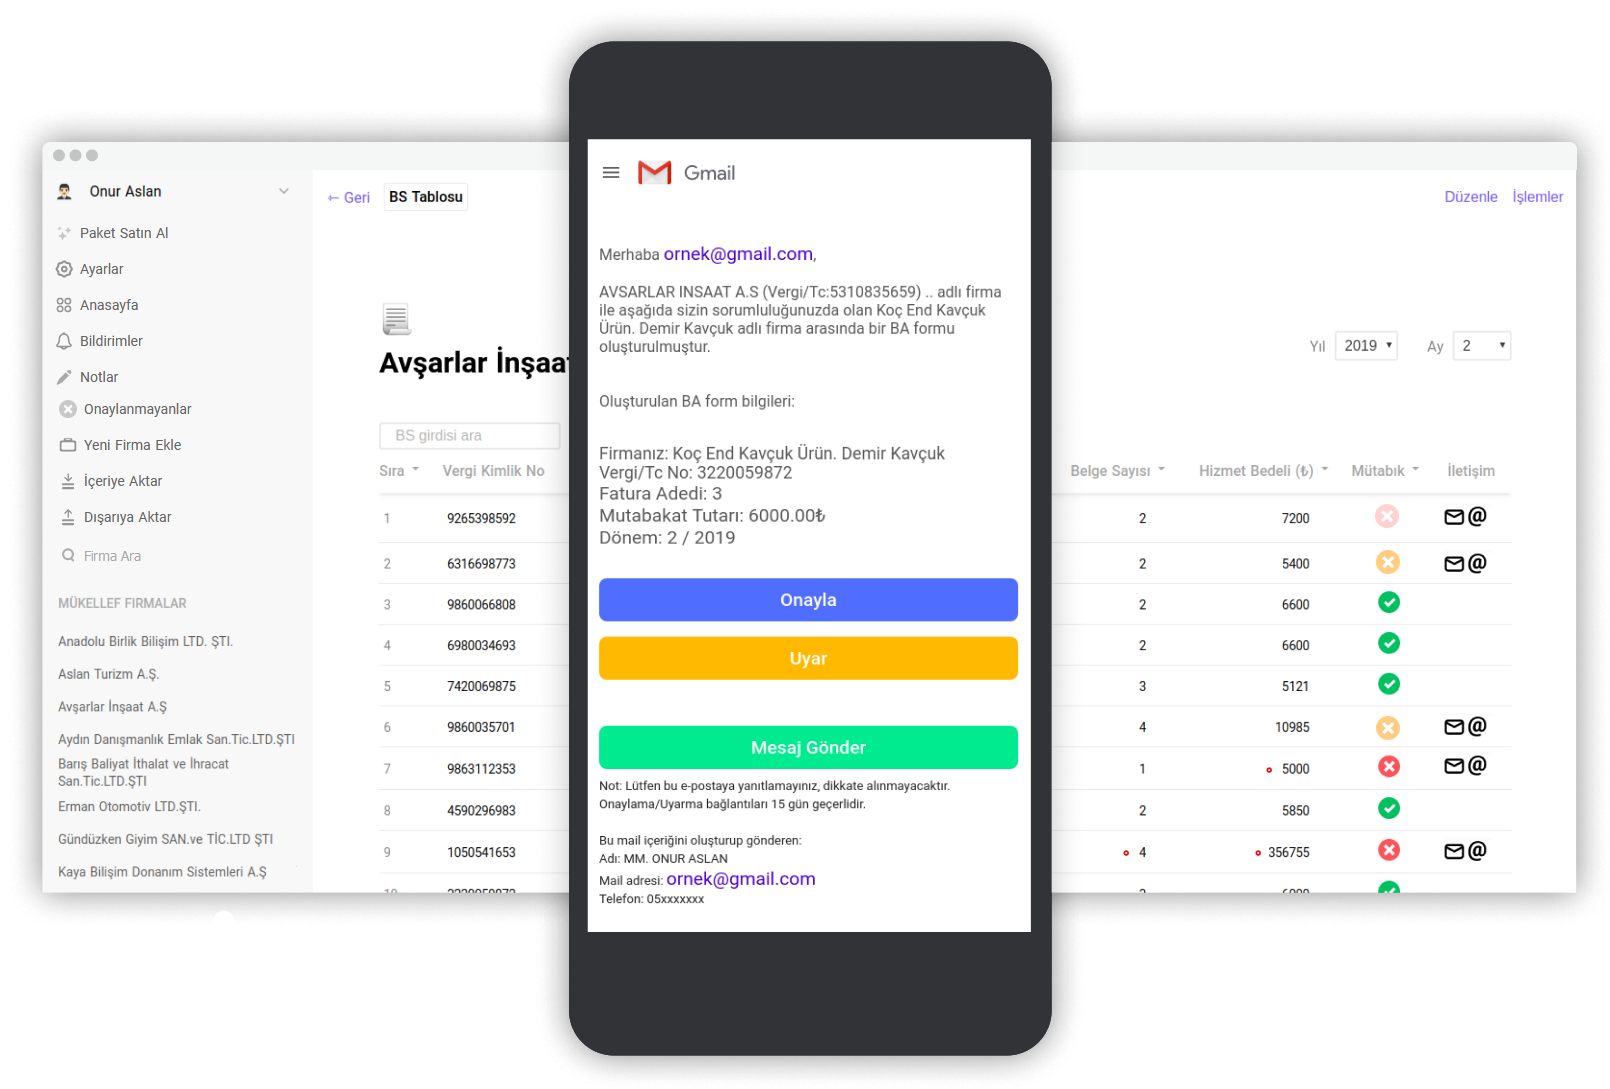 Onur Aslan
Paket Satın Al
Ayarlar
Anasayfa
Bildirimler
Notlar
Onaylanmayanlar
Yeni Firma Ekle
İçeriye Aktar
Dışarıya Aktar
Firma Ara
MÜKELLEF FIRMALAR
Anadolu Birlik Bilişim LTD. ŞTI.
Aslan Turizm A.Ş.
Avşarlar İnşaat A.Ş
Aydın Danışmanlık Emlak San.Tic.LTD.ŞTI
Barış Baliyat İthalat ve İhracat
San.Tic.LTD.ŞTI
Erman Otomotiv LTD.ŞTI.
Gündüzken Giyim SAN.ve TİC.LTD ŞTI
Kaya Bilişim Donanım Sistemleri A.Ş
← Geri BS Tablosu
Düzenle İşlemler
Avşarlar İnşaat
Yıl 2019 Ay 2
BS girdisi ara
Sıra Vergi Kimlik No Belge Sayısı Hizmet Bedeli (₺) Mütabık İletişim
1 9265398592 2 7200
2 6316698773 2 5400
3 9860066808 2 6600
4 6980034693 2 6600
5 7420069875 3 5121
6 9860035701 4 10985
7 9863112353 1 5000
8 4590296983 2 5850
9 1050541653 4 356755
Gmail
Merhaba ornek@gmail.com,
AVSARLAR INSAAT A.S (Vergi/Tc:5310835659) .. adlı firma
ile aşağıda sizin sorumluluğunuzda olan Koç End Kavçuk
Ürün. Demir Kavçuk adlı firma arasında bir BA formu
oluşturulmuştur.
Oluşturulan BA form bilgileri:
Firmanız: Koç End Kavçuk Ürün. Demir Kavçuk
Vergi/Tc No: 3220059872
Fatura Adedi: 3
Mutabakat Tutarı: 6000.00₺
Dönem: 2 / 2019
Onayla
Uyar
Mesaj Gönder
Not: Lütfen bu e-postaya yanıtlamayınız, dikkate alınmayacaktır.
Onaylama/Uyarma bağlantıları 15 gün geçerlidir.
Bu mail içeriğini oluşturup gönderen:
Adı: MM. ONUR ASLAN
Mail adresi: ornek@gmail.com
Telefon: 05xxxxxxx